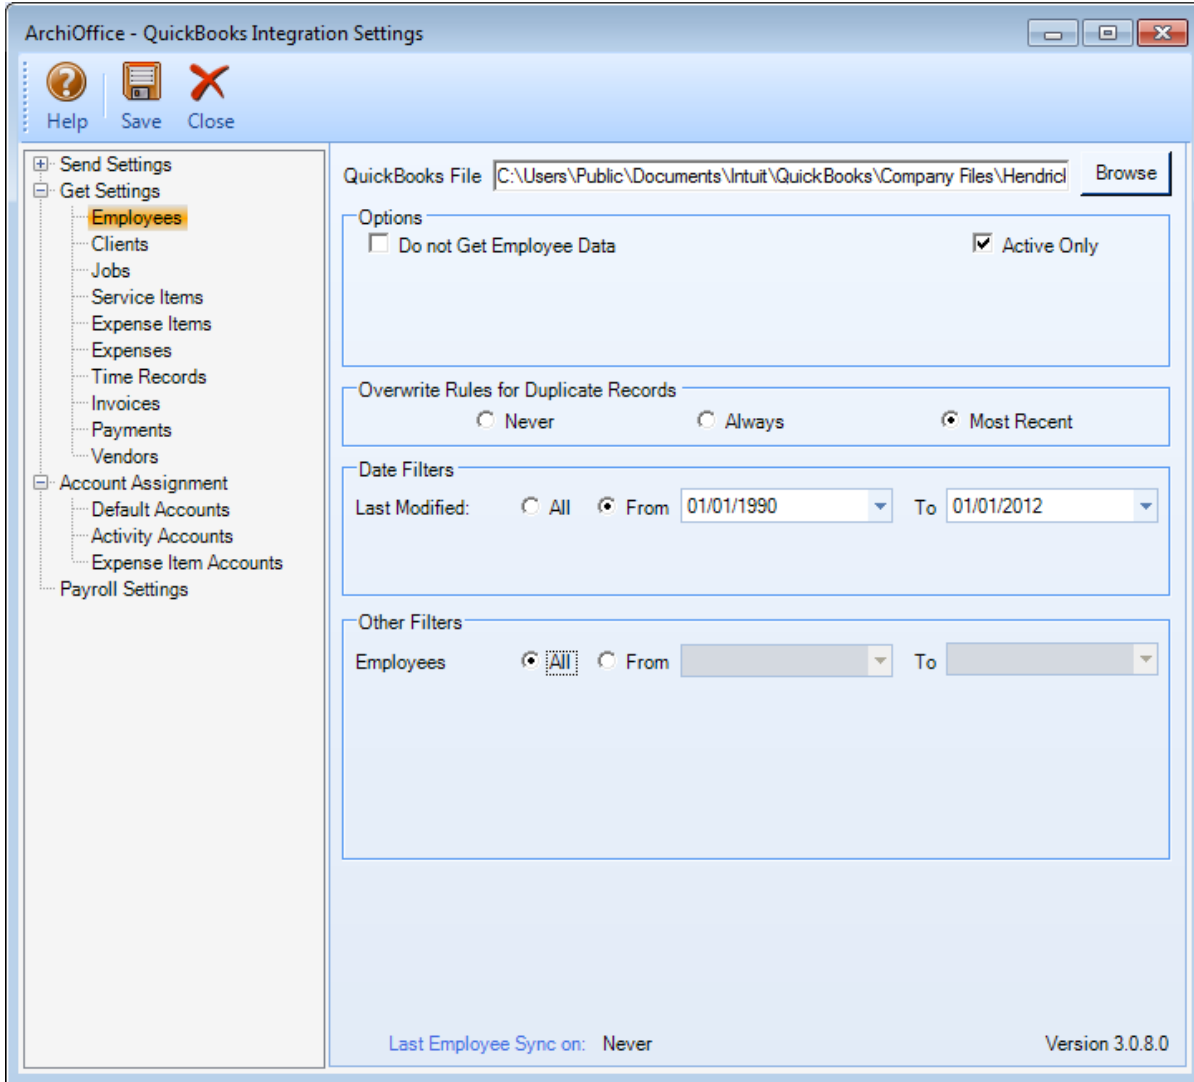 ArchiOffice - QuickBooks Integration Settings
Help Save Close
Send Settings
Get Settings
Employees
Clients
Jobs
Service Items
Expense Items
Expenses
Time Records
Invoices
Payments
Vendors
Account Assignment
Default Accounts
Activity Accounts
Expense Item Accounts
Payroll Settings
QuickBooks File C:\Users\Public\Documents\Intuit\QuickBooks\Company Files\Hendricl Browse
Options
Do not Get Employee Data Active Only
Overwrite Rules for Duplicate Records
Never Always Most Recent
Date Filters
Last Modified: All From 01/01/1990 To 01/01/2012
Other Filters
Employees All From To
Last Employee Sync on: Never Version 3.0.8.0